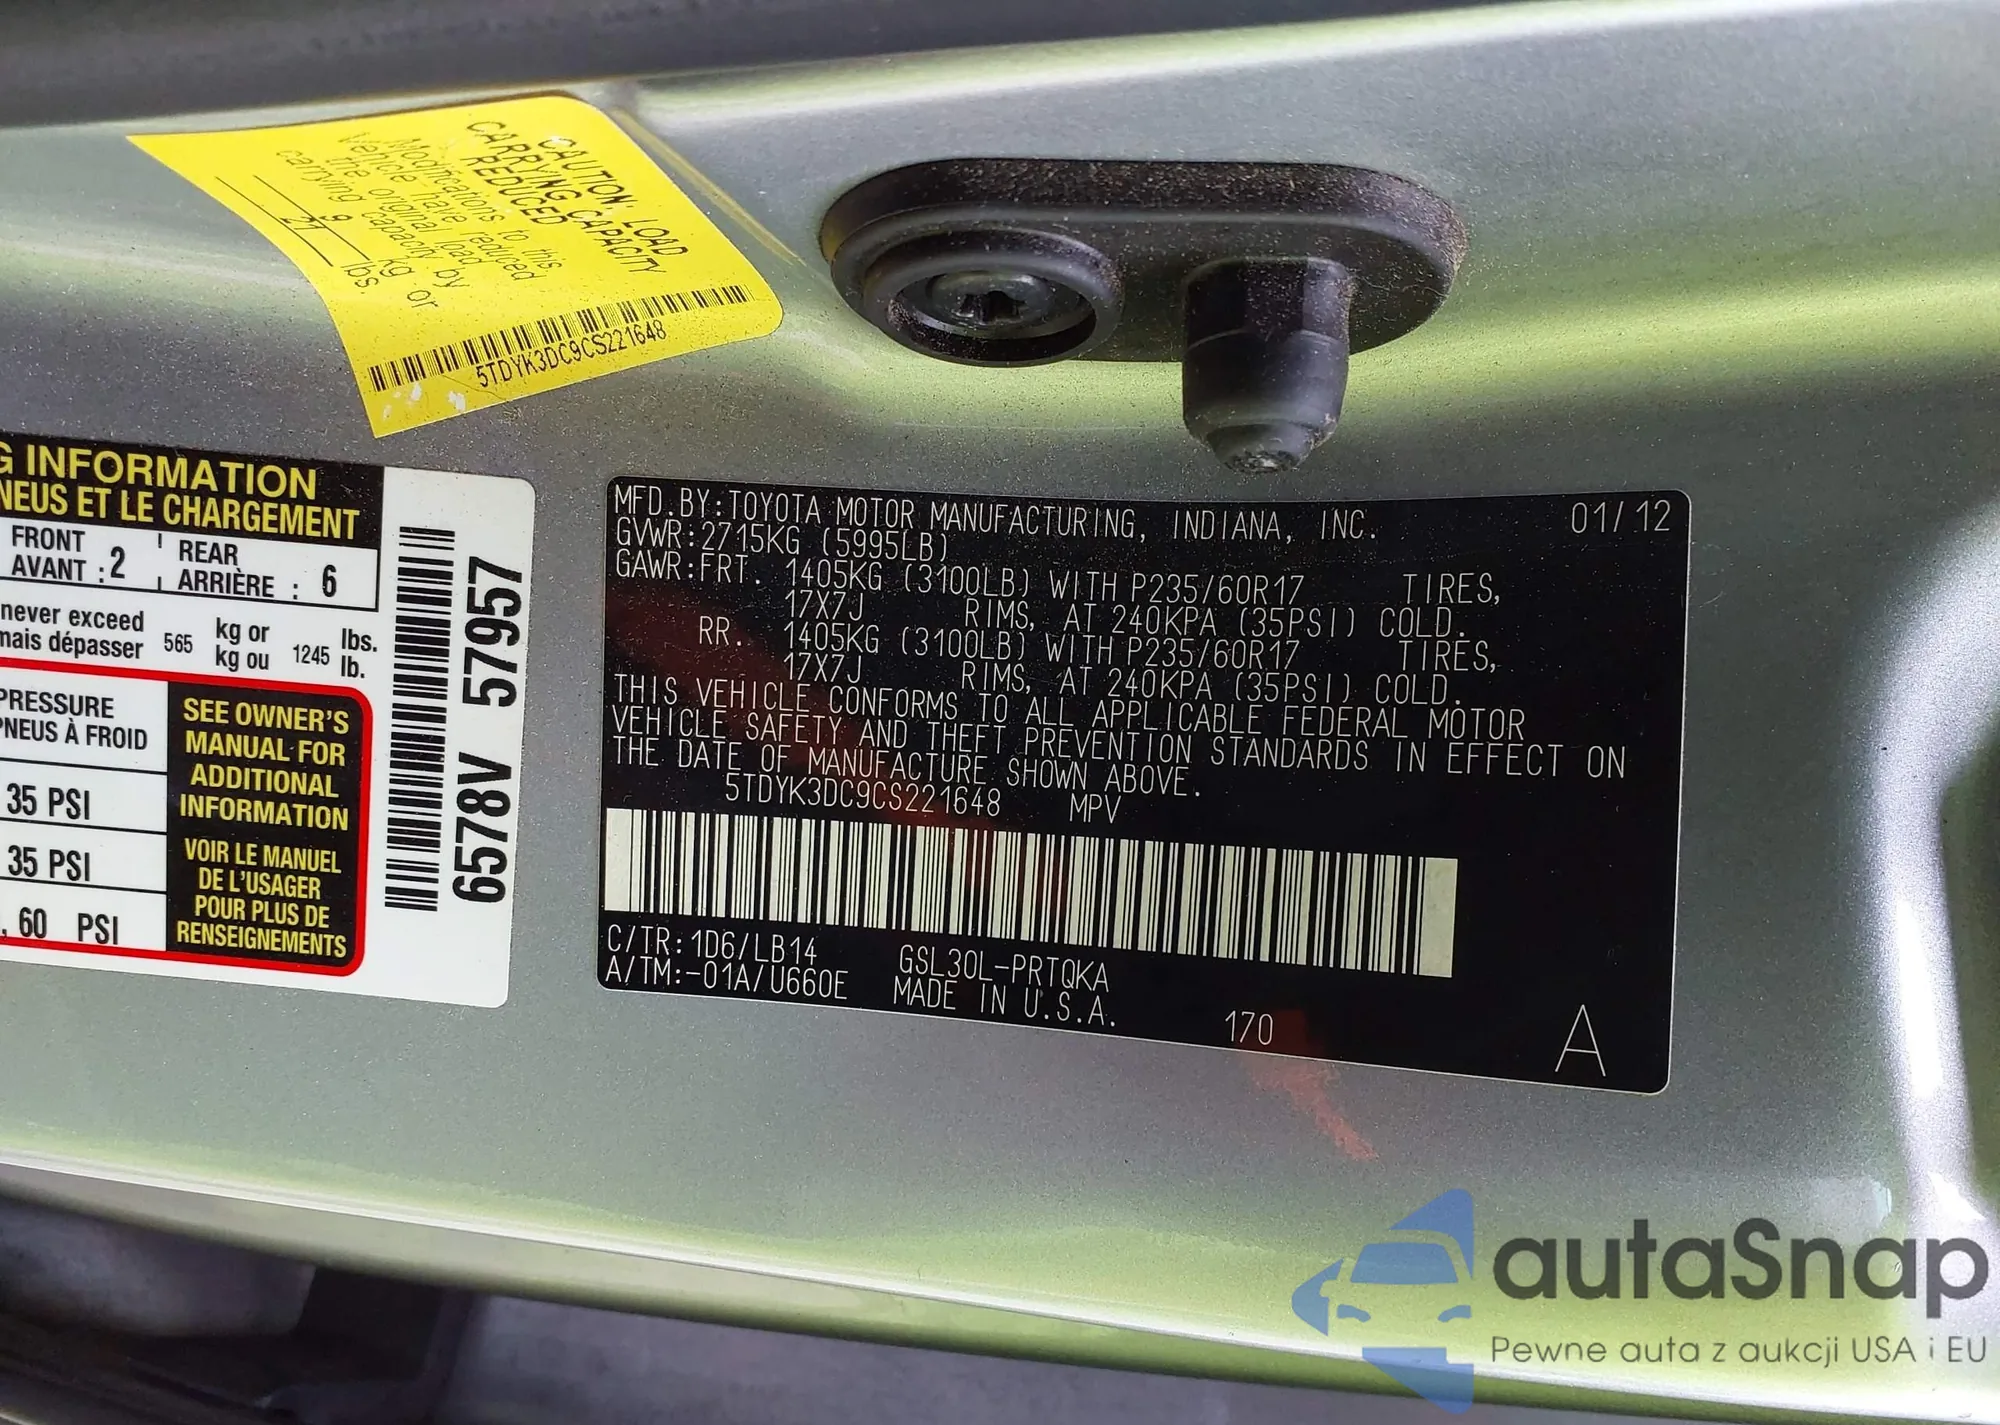 CAUTION: LOAD
CARRYING CAPACITY
REDUCED
Modifications to this
vehicle have reduced
the original load
carrying capacity by
9 kg or
lbs.
5TDYK3DC9CS221648
G INFORMATION
NEUS ET LE CHARGEMENT
FRONT
AVANT : 2
REAR
ARRIÈRE : 6
never exceed
mais dépasser 565 kg or
kg ou 1245 lbs.
lb.
PRESSURE
PNEUS À FROID
35 PSI
35 PSI
, 60 PSI
SEE OWNER'S
MANUAL FOR
ADDITIONAL
INFORMATION
VOIR LE MANUEL
DE L'USAGER
POUR PLUS DE
RENSEIGNEMENTS
6578V 57957
MFD.BY:TOYOTA MOTOR MANUFACTURING, INDIANA, INC. 01/12
GVWR:2715KG (5995LB)
GAWR:FRT. 1405KG (3100LB) WITH P235/60R17 TIRES,
17X7J RIMS, AT 240KPA (35PSI) COLD.
RR. 1405KG (3100LB) WITH P235/60R17 TIRES,
17X7J RIMS, AT 240KPA (35PSI) COLD.
THIS VEHICLE CONFORMS TO ALL APPLICABLE FEDERAL MOTOR
VEHICLE SAFETY AND THEFT PREVENTION STANDARDS IN EFFECT ON
THE DATE OF MANUFACTURE SHOWN ABOVE.
5TDYK3DC9CS221648 MPV
C/TR:1D6/LB14 GSL30L-PRTQKA
A/TM:-01A/U660E MADE IN U.S.A.
170
A
autaSnap
Pewne auta z aukcji USA i EU